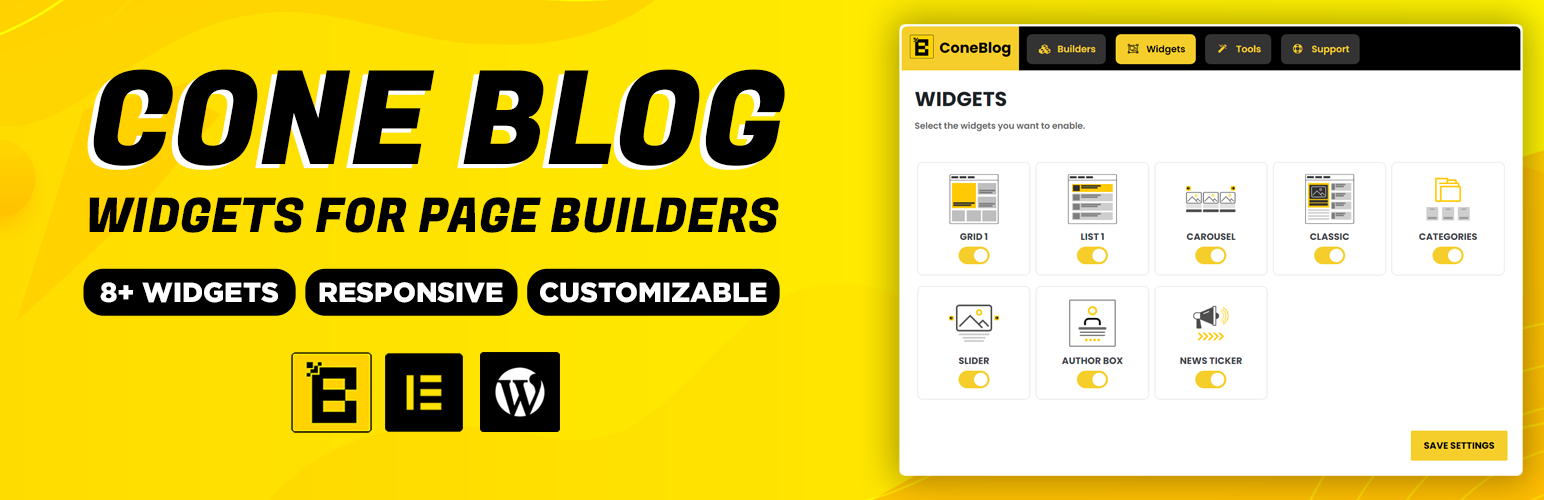 CONE BLOG
WIDGETS FOR PAGE BUILDERS
8+ WIDGETS RESPONSIVE CUSTOMIZABLE
ConeBlog Builders Widgets Tools Support
WIDGETS
Select the widgets you want to enable.
GRID 1 LIST 1 CAROUSEL CLASSIC CATEGORIES
SLIDER AUTHOR BOX NEWS TICKER
SAVE SETTINGS